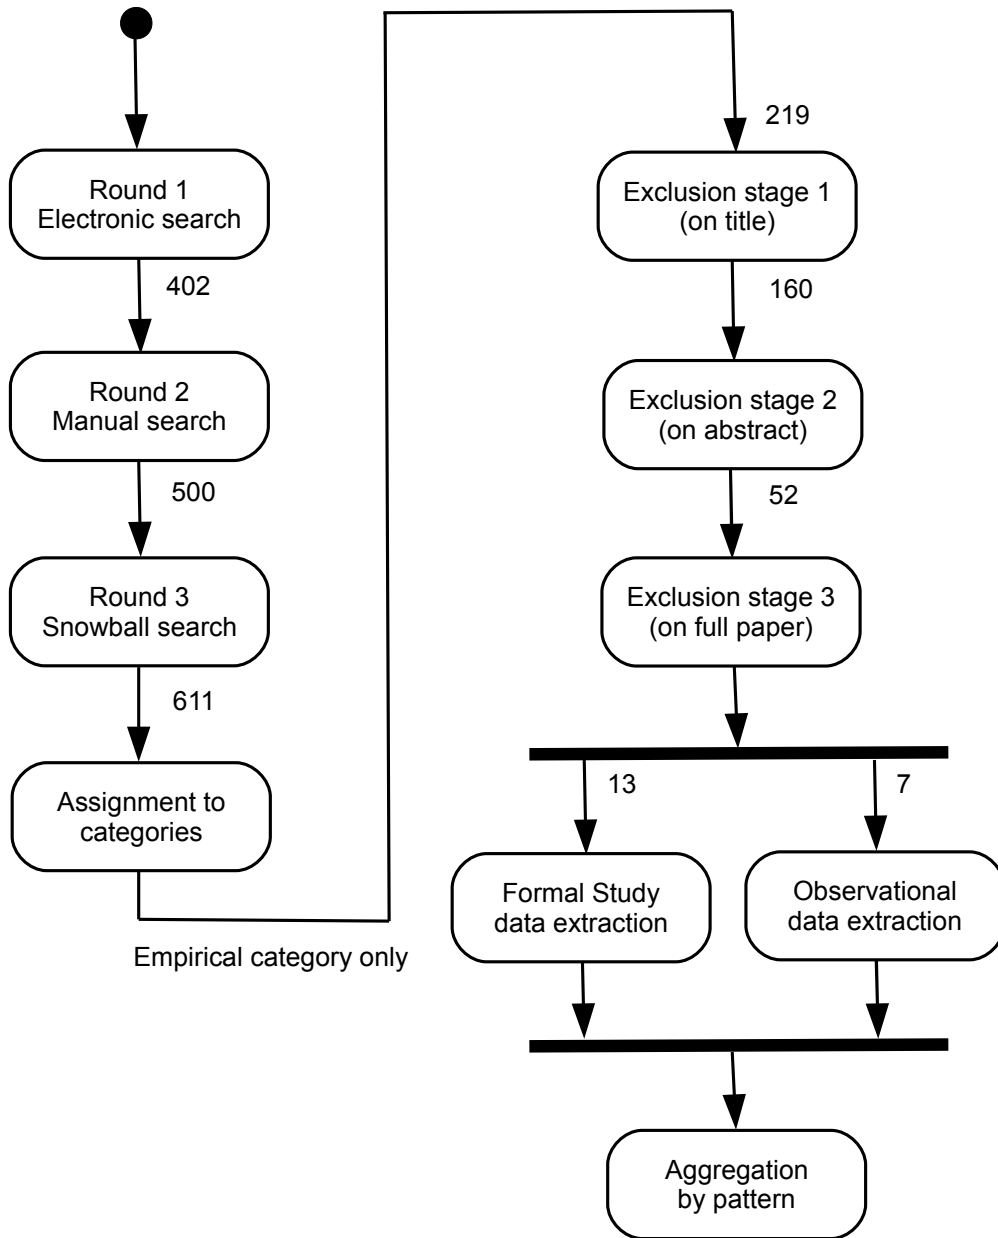 Round 1
Electronic search
402
Round 2
Manual search
500
Round 3
Snowball search
611
Assignment to
categories
Empirical category only
219
Exclusion stage 1
(on title)
160
Exclusion stage 2
(on abstract)
52
Exclusion stage 3
(on full paper)
13
7
Formal Study
data extraction
Observational
data extraction
Aggregation
by pattern